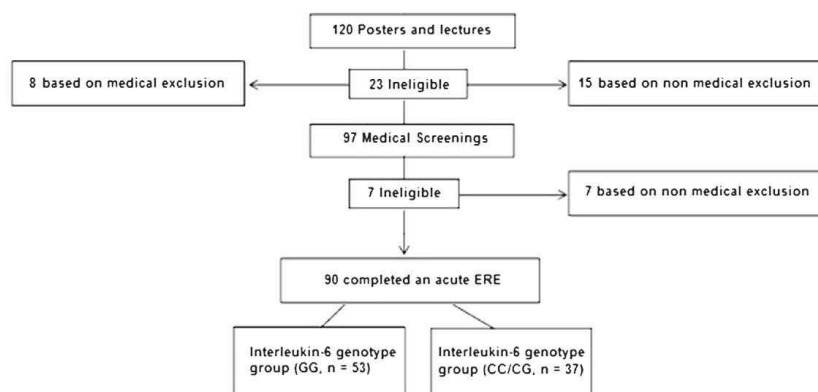 120 Posters and lectures
8 based on medical exclusion
23 Ineligible
15 based on non medical exclusion
97 Medical Screenings
7 Ineligible
7 based on non medical exclusion
90 completed an acute ERE
Interleukin-6 genotype
group (GG, n = 53)
Interleukin-6 genotype
group (CC/CG, n = 37)